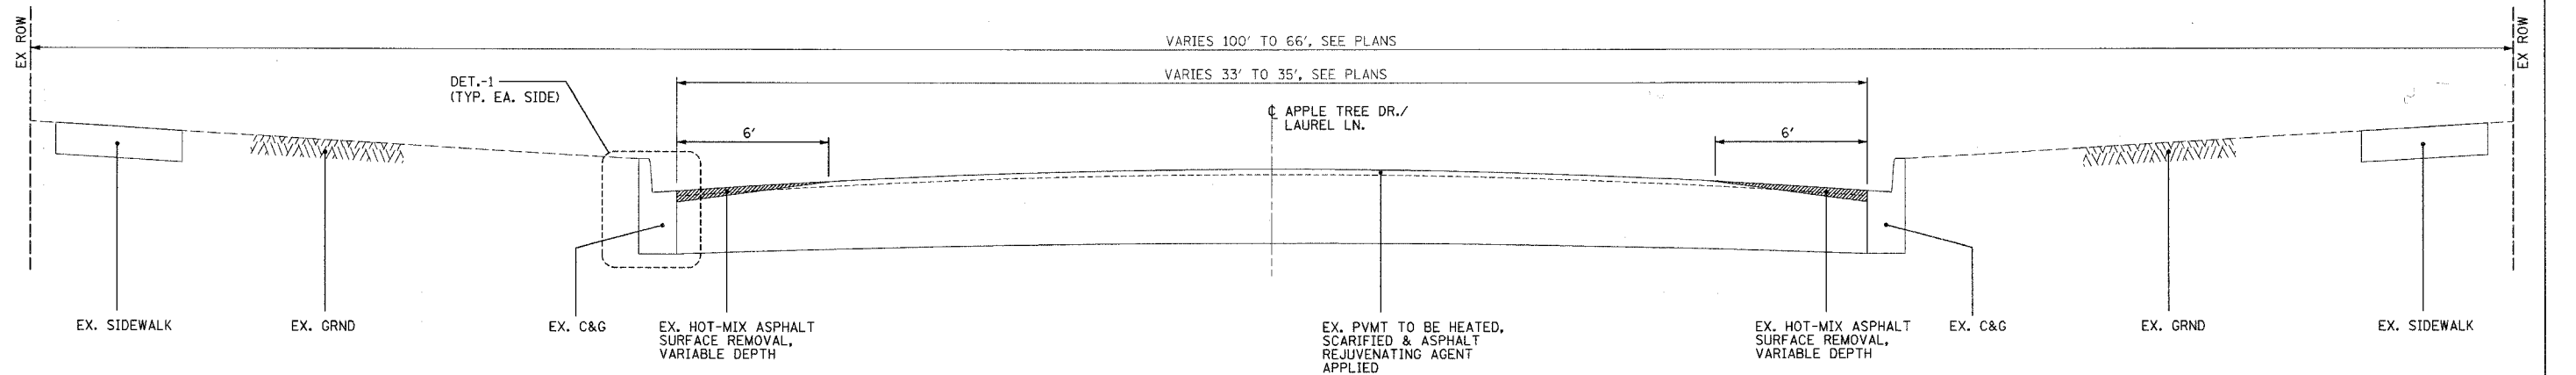 EX ROW
VARIES 100' TO 66', SEE PLANS
EX ROW
VARIES 33' TO 35', SEE PLANS
DET.-1
(TYP. EA. SIDE)
℄ APPLE TREE DR./
LAUREL LN.
6'
6'
EX. SIDEWALK
EX. GRND
EX. C&G
EX. HOT-MIX ASPHALT
SURFACE REMOVAL,
VARIABLE DEPTH
EX. PVMT TO BE HEATED,
SCARIFIED & ASPHALT
REJUVENATING AGENT
APPLIED
EX. HOT-MIX ASPHALT
SURFACE REMOVAL,
VARIABLE DEPTH
EX. C&G
EX. GRND
EX. SIDEWALK